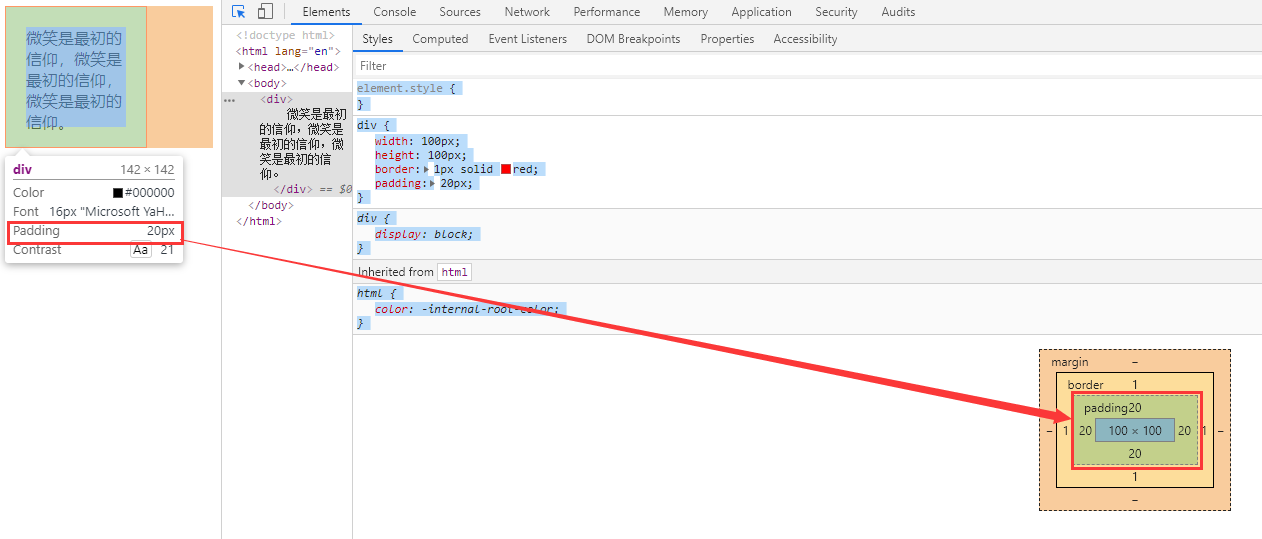 微笑是最初的
信仰，微笑是
最初的信仰，
微笑是最初的
信仰。
div 142 × 142
Color #000000
Font 16px "Microsoft YaH...
Padding 20px
Contrast Aa 21
Elements Console Sources Network Performance Memory Application Security Audits
<!doctype html>
<html lang="en">
<head>…</head>
<body>
<div>
微笑是最初
的信仰，微笑是
最初的信仰，微
笑是最初的信
仰。
</div> == $0
</body>
</html>
Styles Computed Event Listeners DOM Breakpoints Properties Accessibility
Filter
element.style {
}
div {
width: 100px;
height: 100px;
border: 1px solid red;
padding: 20px;
}
div {
display: block;
}
Inherited from html
html {
color: -internal-root-color;
}
margin –
border 1
padding20
– 1 20 100 × 100 20 1 –
20
1
–